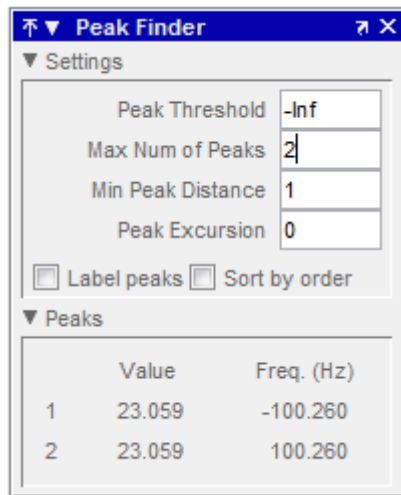 Peak Finder
Settings
Peak Threshold -Inf
Max Num of Peaks 2
Min Peak Distance 1
Peak Excursion 0
Label peaks Sort by order
Peaks
Value Freq. (Hz)
1 23.059 -100.260
2 23.059 100.260